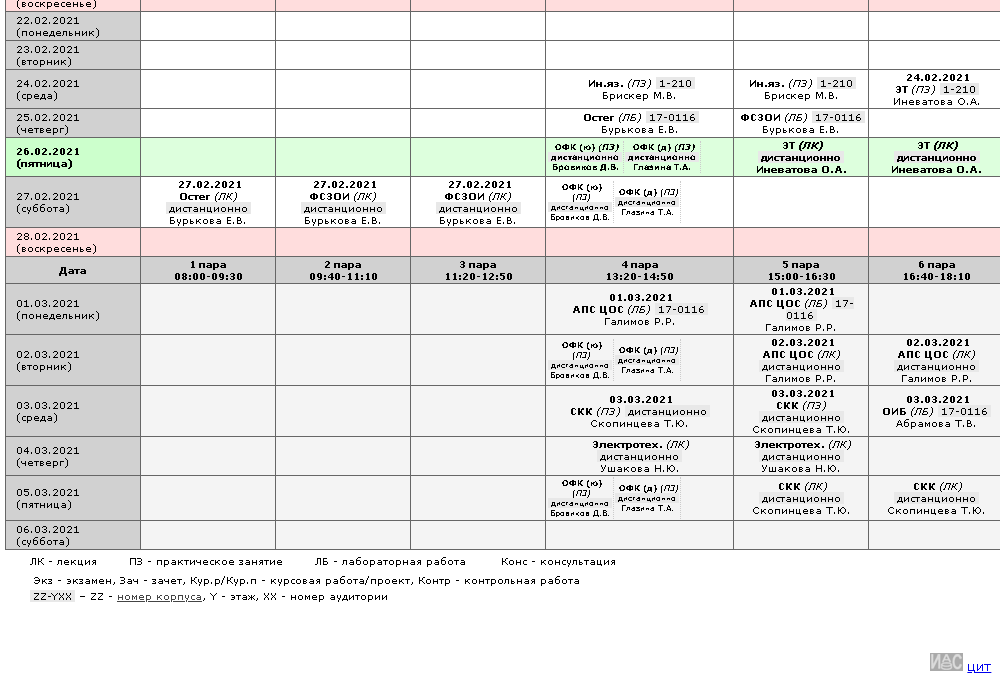 (воскресенье)
22.02.2021
(понедельник)
23.02.2021
(вторник)
24.02.2021
(среда)
Ин.яз. (ПЗ) 1-210
Брискер М.В.
Ин.яз. (ПЗ) 1-210
Брискер М.В.
24.02.2021
ЭТ (ПЗ) 1-210
Иневатова О.А.
25.02.2021
(четверг)
Остег (ЛБ) 17-0116
Бурькова Е.В.
ФСЗОИ (ЛБ) 17-0116
Бурькова Е.В.
26.02.2021
(пятница)
ОФК (ю) (ПЗ)
дистанционно
Бровиков Д.В.
ОФК (д) (ПЗ)
дистанционно
Глазина Т.А.
ЭТ (ЛК)
дистанционно
Иневатова О.А.
ЭТ (ЛК)
дистанционно
Иневатова О.А.
27.02.2021
(суббота)
27.02.2021
Остег (ЛК)
дистанционно
Бурькова Е.В.
27.02.2021
ФСЗОИ (ЛК)
дистанционно
Бурькова Е.В.
27.02.2021
ФСЗОИ (ЛК)
дистанционно
Бурькова Е.В.
ОФК (ю)
(ПЗ)
дистанционно
Бровиков Д.В.
ОФК (д) (ПЗ)
дистанционно
Глазина Т.А.
28.02.2021
(воскресенье)
Дата
1 пара
08:00-09:30
2 пара
09:40-11:10
3 пара
11:20-12:50
4 пара
13:20-14:50
5 пара
15:00-16:30
6 пара
16:40-18:10
01.03.2021
(понедельник)
01.03.2021
АПС ЦОС (ЛБ) 17-0116
Галимов Р.Р.
01.03.2021
АПС ЦОС (ЛБ) 17-
0116
Галимов Р.Р.
02.03.2021
(вторник)
ОФК (ю)
(ПЗ)
дистанционно
Бровиков Д.В.
ОФК (д) (ПЗ)
дистанционно
Глазина Т.А.
02.03.2021
АПС ЦОС (ЛК)
дистанционно
Галимов Р.Р.
02.03.2021
АПС ЦОС (ЛК)
дистанционно
Галимов Р.Р.
03.03.2021
(среда)
03.03.2021
СКК (ПЗ) дистанционно
Скопинцева Т.Ю.
03.03.2021
СКК (ПЗ)
дистанционно
Скопинцева Т.Ю.
03.03.2021
ОИБ (ЛБ) 17-0116
Абрамова Т.В.
04.03.2021
(четверг)
Электротех. (ЛК)
дистанционно
Ушакова Н.Ю.
Электротех. (ЛК)
дистанционно
Ушакова Н.Ю.
05.03.2021
(пятница)
ОФК (ю)
(ПЗ)
дистанционно
Бровиков Д.В.
ОФК (д) (ПЗ)
дистанционно
Глазина Т.А.
СКК (ЛК)
дистанционно
Скопинцева Т.Ю.
СКК (ЛК)
дистанционно
Скопинцева Т.Ю.
06.03.2021
(суббота)
ЛК - лекция ПЗ - практическое занятие ЛБ - лабораторная работа Конс - консультация
Экз - экзамен, Зач - зачет, Кур.р/Кур.п - курсовая работа/проект, Контр - контрольная работа
ZZ-YXX – ZZ - номер корпуса, Y - этаж, XX - номер аудитории
ИАС ЦИТ